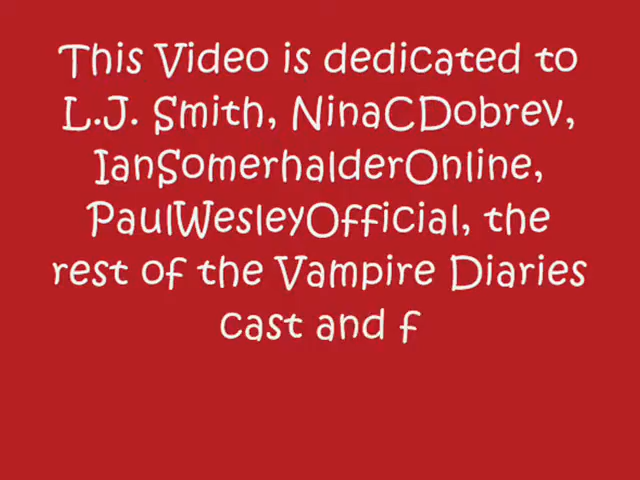 This Video is dedicated to
L.J. Smith, NinaCDobrev,
IanSomerhalderOnline,
PaulWesleyOfficial, the
rest of the Vampire Diaries
cast and f